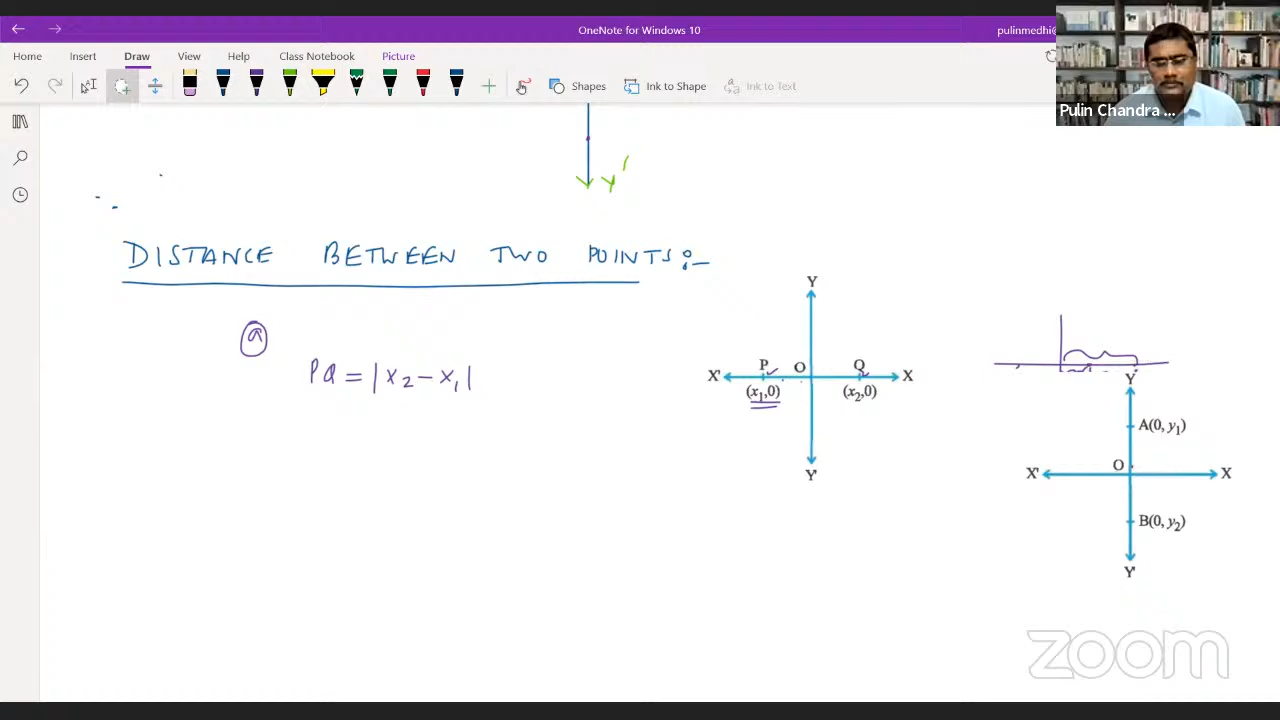 OneNote for Windows 10
pulinmedhi@
Home Insert Draw View Help Class Notebook Picture
Shapes Ink to Shape Ink to Text
Pulin Chandra ...
Y'
DISTANCE BETWEEN TWO POINTS:-
(a)
PQ = |x₂ - x₁|
Y
P O Q
X' X
(x₁,0) (x₂,0)
Y'
Y
A(0, y₁)
O
X' X
B(0, y₂)
Y'
zoom